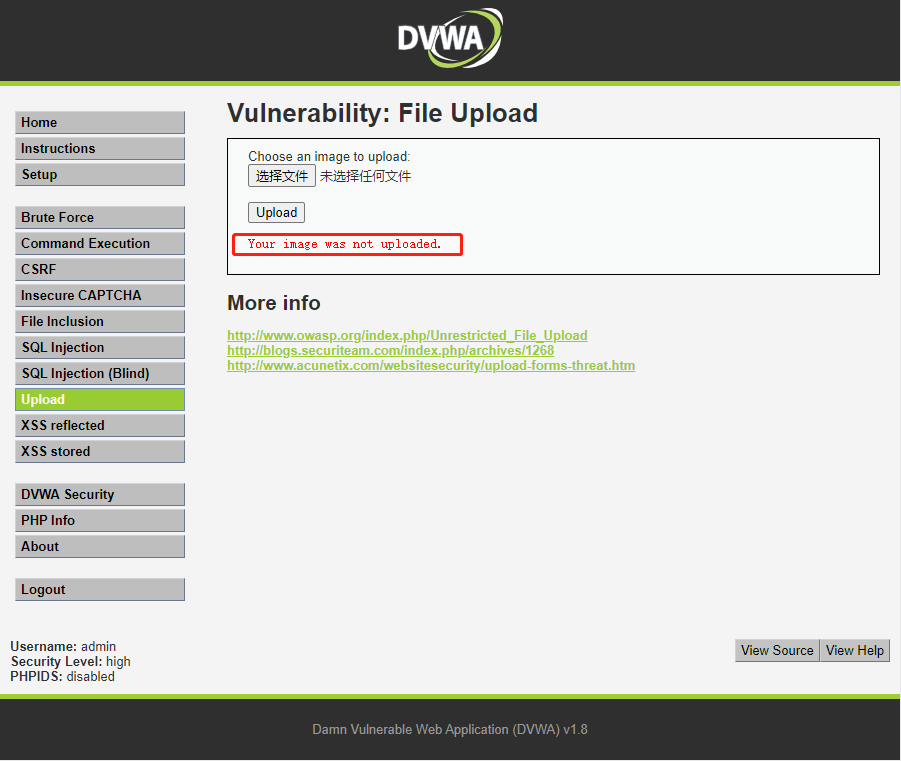 DVWA
Vulnerability: File Upload
Home
Instructions
Setup
Brute Force
Command Execution
CSRF
Insecure CAPTCHA
File Inclusion
SQL Injection
SQL Injection (Blind)
Upload
XSS reflected
XSS stored
DVWA Security
PHP Info
About
Logout
Choose an image to upload:
选择文件 未选择任何文件
Upload
Your image was not uploaded.
More info
http://www.owasp.org/index.php/Unrestricted_File_Upload
http://blogs.securiteam.com/index.php/archives/1268
http://www.acunetix.com/websitesecurity/upload-forms-threat.htm
Username: admin
Security Level: high
PHPIDS: disabled
View Source View Help
Damn Vulnerable Web Application (DVWA) v1.8